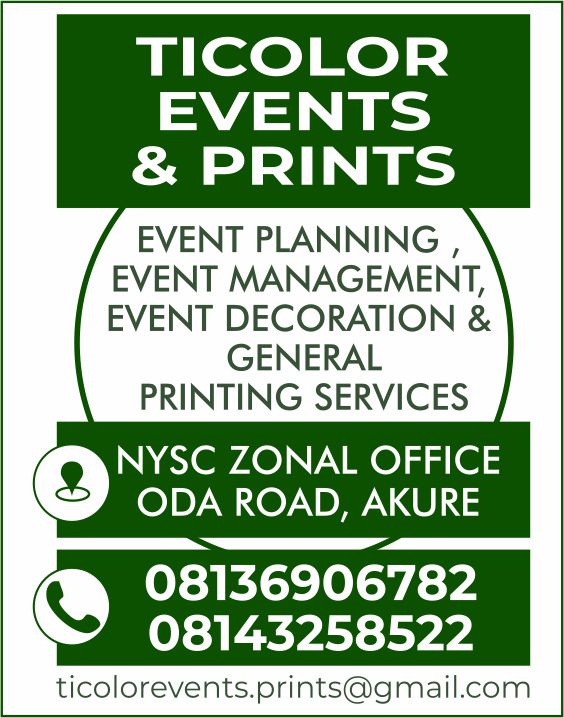 TICOLOR
EVENTS
& PRINTS
EVENT PLANNING ,
EVENT MANAGEMENT,
EVENT DECORATION &
GENERAL
PRINTING SERVICES
NYSC ZONAL OFFICE
ODA ROAD, AKURE
08136906782
08143258522
ticolorevents.prints@gmail.com